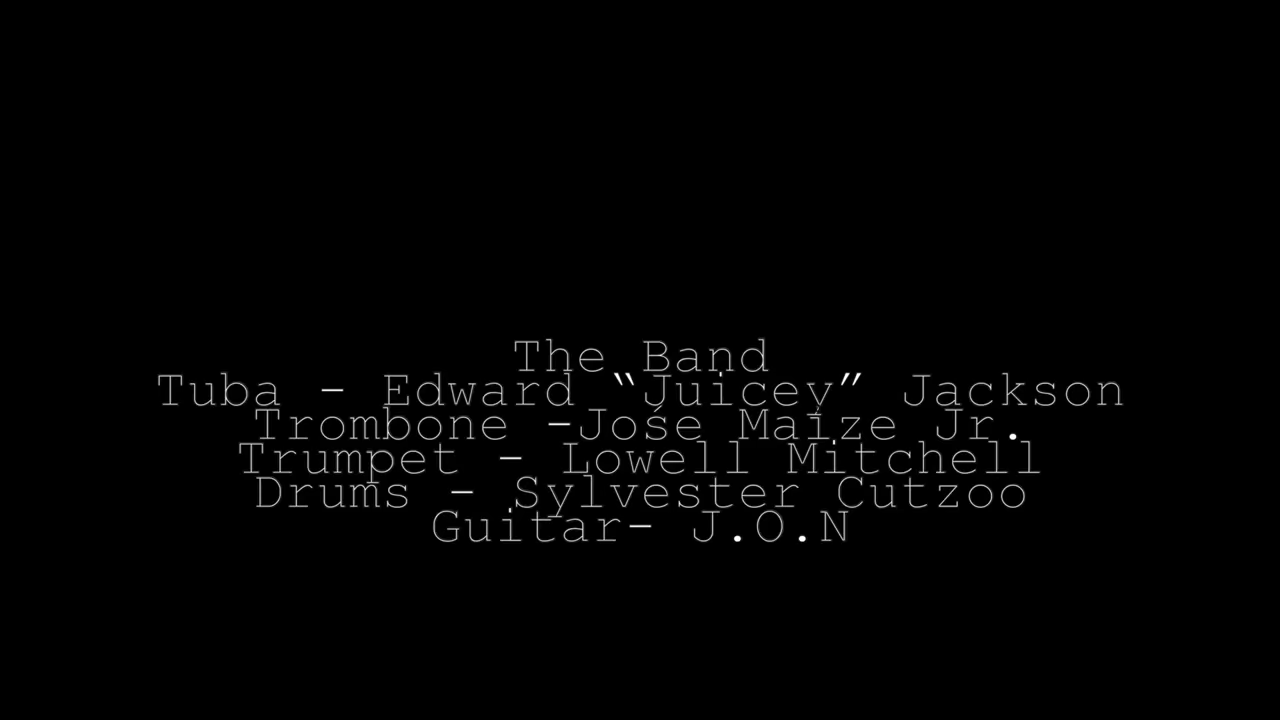 The Band
Tuba - Edward “Juicey” Jackson
Trombone -Jośe Maize Jr.
Trumpet - Lowell Mitchell
Drums - Sylvester Cutzoo
Guitar- J.O.N